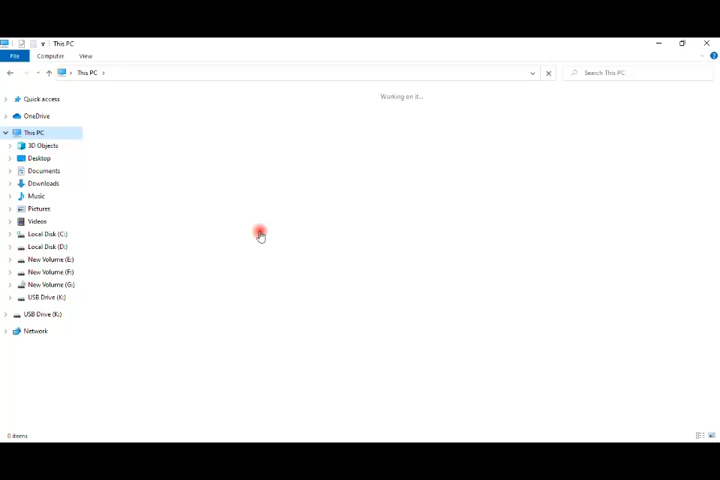 This PC
File Computer View
This PC
Search This PC
Working on it...
Quick access
OneDrive
This PC
3D Objects
Desktop
Documents
Downloads
Music
Pictures
Videos
Local Disk (C:)
Local Disk (D:)
New Volume (E:)
New Volume (F:)
New Volume (G:)
USB Drive (K:)
USB Drive (K:)
Network
0 items